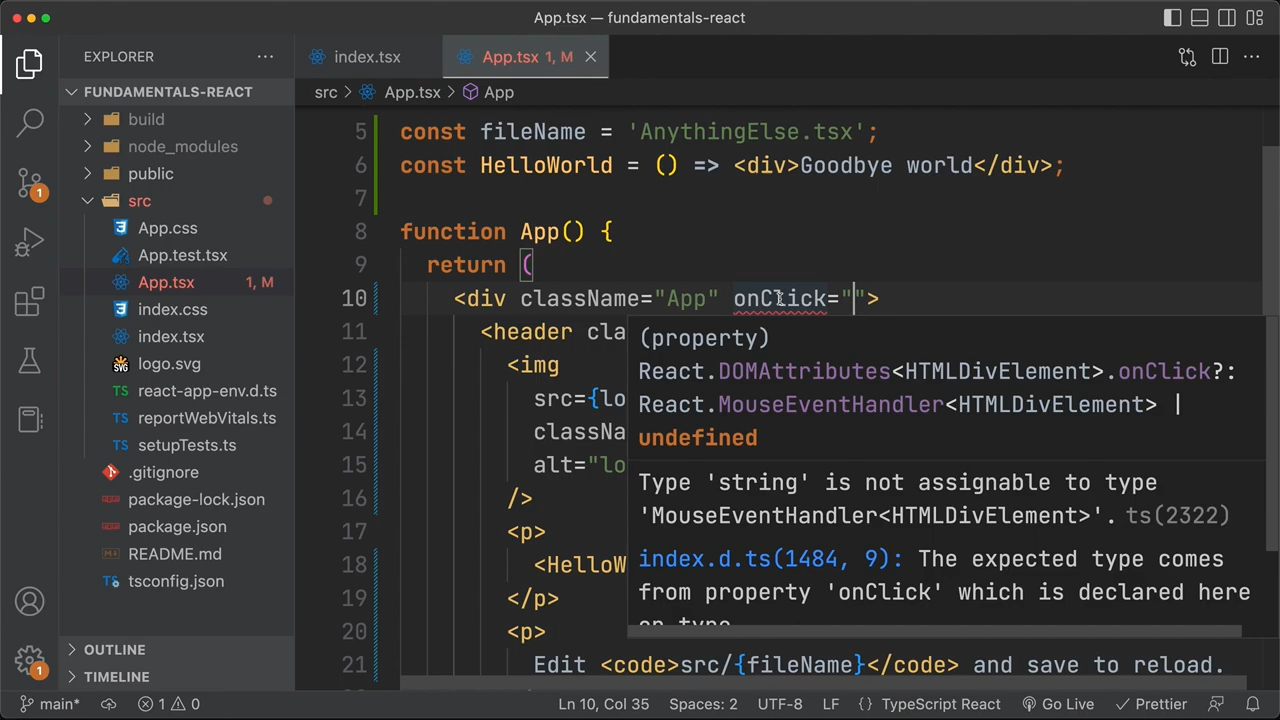 App.tsx — fundamentals-react
EXPLORER
FUNDAMENTALS-REACT
build
node_modules
public
src
App.css
App.test.tsx
App.tsx 1, M
index.css
index.tsx
logo.svg
TS react-app-env.d.ts
TS reportWebVitals.ts
TS setupTests.ts
.gitignore
package-lock.json
package.json
README.md
tsconfig.json
OUTLINE
TIMELINE
1
1
index.tsx
App.tsx 1, M
src > App.tsx > App
5 const fileName = 'AnythingElse.tsx';
6 const HelloWorld = () => <div>Goodbye world</div>;
7
8 function App() {
9 return (
10 <div className="App" onClick="">
11 <header cla
12 <img
13 src={lo
14 classNa
15 alt="lo
16 />
17 <p>
18 <HelloW
19 </p>
20 <p>
21 Edit <code>src/{fileName}</code> and save to reload.
(property)
React.DOMAttributes<HTMLDivElement>.onClick?:
React.MouseEventHandler<HTMLDivElement> |
undefined
Type 'string' is not assignable to type
'MouseEventHandler<HTMLDivElement>'. ts(2322)
index.d.ts(1484, 9): The expected type comes
from property 'onClick' which is declared here
on type
main* 1 0 Ln 10, Col 35 Spaces: 2 UTF-8 LF {} TypeScript React Go Live Prettier